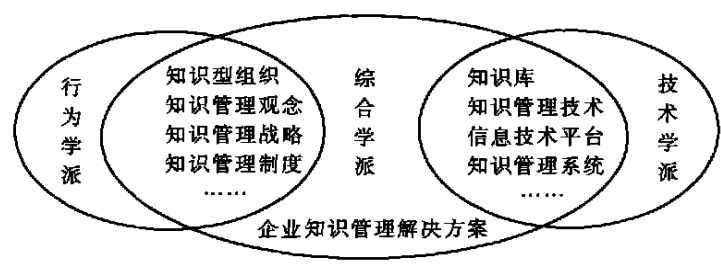 行为学派
知识型组织
知识管理观念
知识管理战略
知识管理制度
……
综合学派
知识库
知识管理技术
信息技术平台
知识管理系统
……
技术学派
企业知识管理解决方案